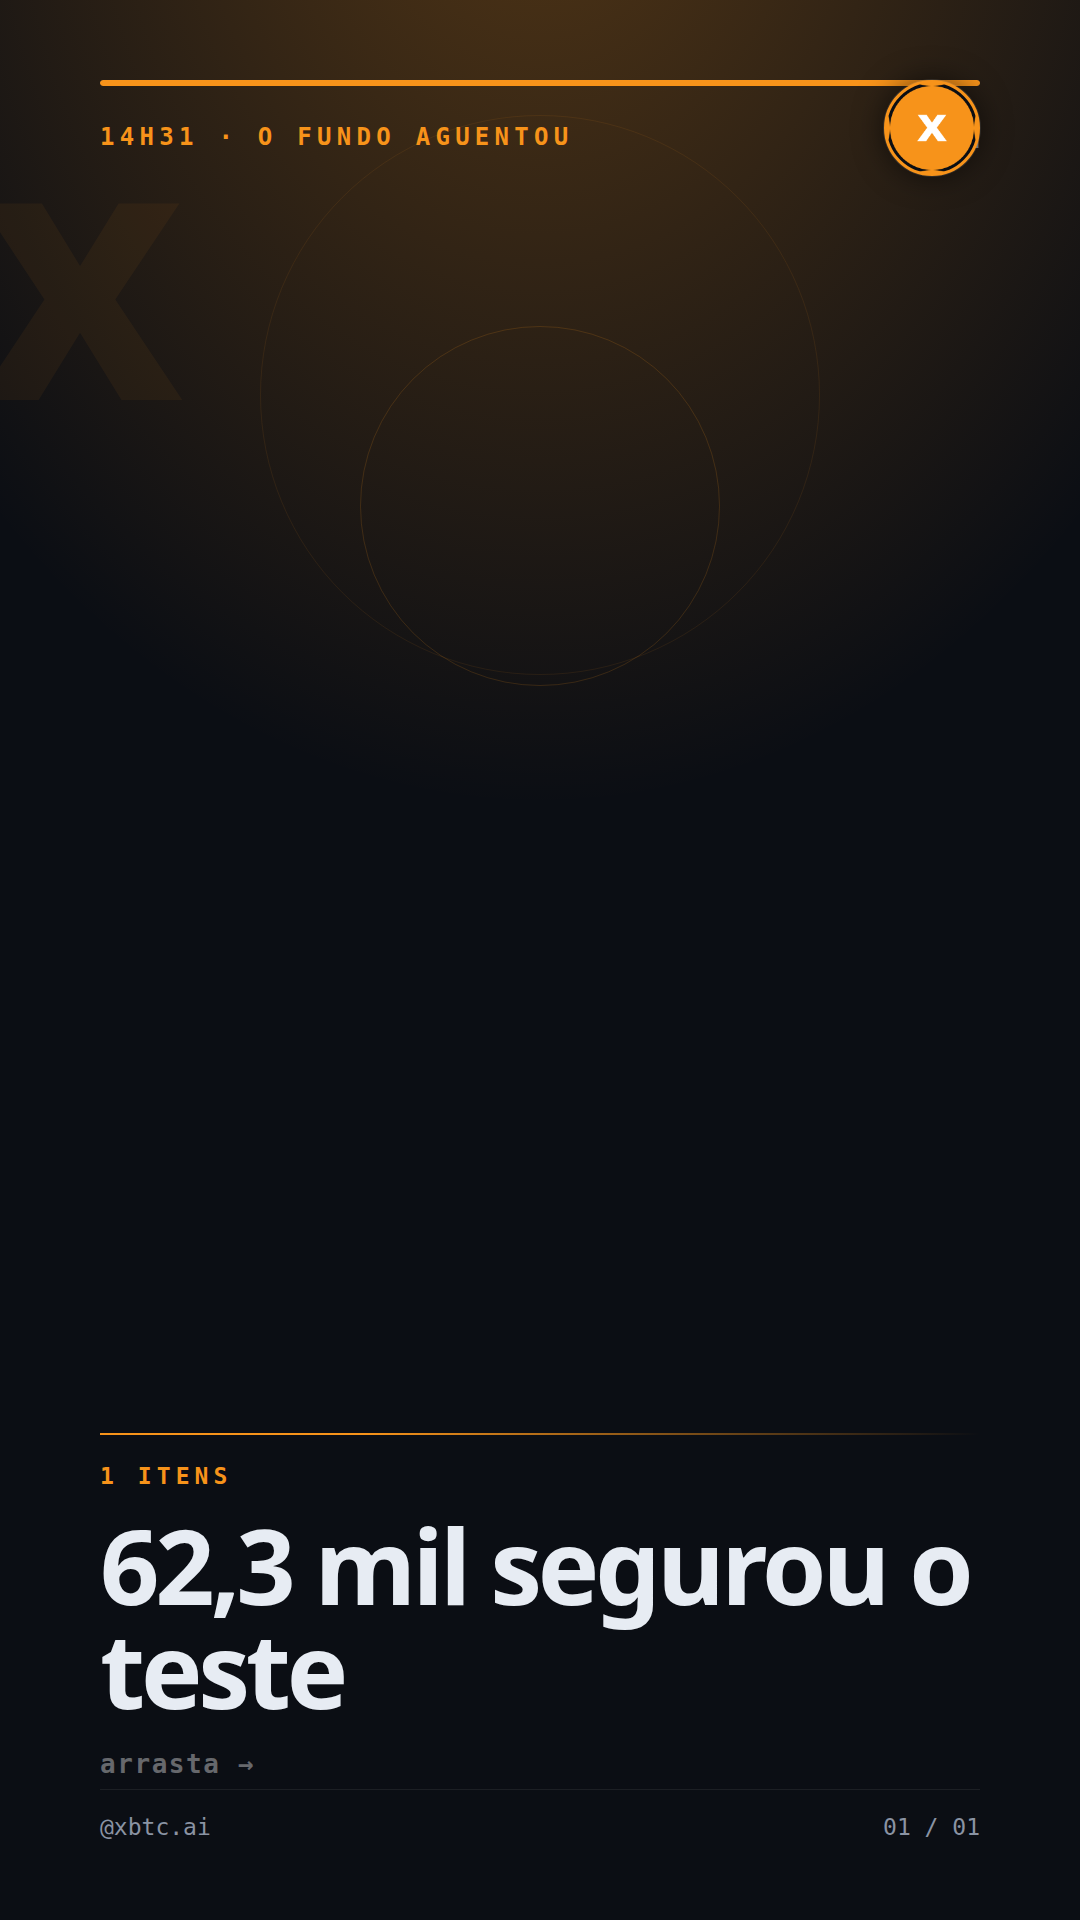 14H31 · O FUNDO AGUENTOU
x
x
1 ITENS
62,3 mil segurou o
teste
arrasta →
@xbtc.ai
01 / 01